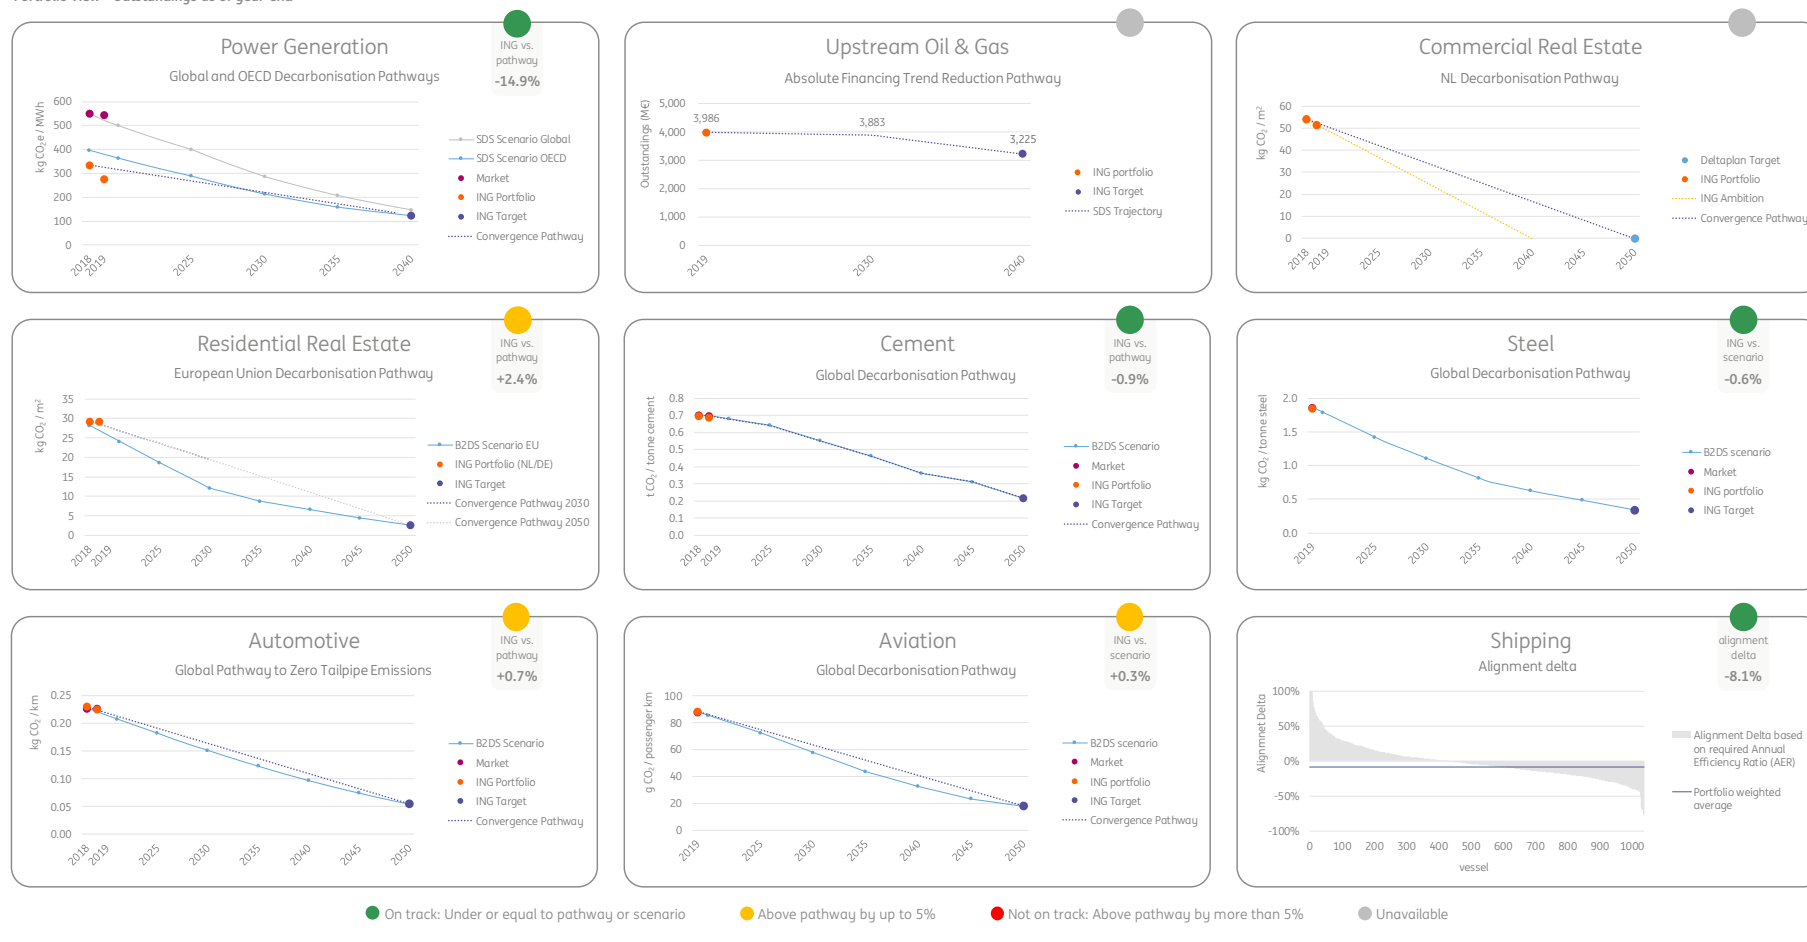 Portfolio view - Outstandings as of year-end
Power Generation
Global and OECD Decarbonisation Pathways
ING vs.
pathway
-14.9%
kg CO₂e / MWh
600
500
400
300
200
100
0
2018
2019
2025
2030
2035
2040
SDS Scenario Global
SDS Scenario OECD
Market
ING Portfolio
ING Target
Convergence Pathway
Upstream Oil & Gas
Absolute Financing Trend Reduction Pathway
Outstandings (M€)
5,000
4,000
3,000
2,000
1,000
0
3,986
3,883
3,225
2019
2030
2040
ING portfolio
ING Target
SDS Trajectory
Commercial Real Estate
NL Decarbonisation Pathway
kg CO₂ / m²
60
50
40
30
20
10
0
2018
2019
2025
2030
2035
2040
2045
2050
Deltaplan Target
ING Portfolio
ING Ambition
Convergence Pathway
Residential Real Estate
European Union Decarbonisation Pathway
ING vs.
pathway
+2.4%
kg CO₂ / m²
35
30
25
20
15
10
5
0
2018
2019
2025
2030
2035
2040
2045
2050
B2DS Scenario EU
ING Portfolio (NL/DE)
ING Target
Convergence Pathway 2030
Convergence Pathway 2050
Cement
Global Decarbonisation Pathway
ING vs.
pathway
-0.9%
t CO₂ / tonne cement
0.8
0.7
0.6
0.5
0.4
0.3
0.2
0.1
0.0
2018
2019
2025
2030
2035
2040
2045
2050
B2DS Scenario
Market
ING Portfolio
ING Target
Convergence Pathway
Steel
Global Decarbonisation Pathway
ING vs.
scenario
-0.6%
kg CO₂ / tonne steel
2.0
1.5
1.0
0.5
0.0
2019
2025
2030
2035
2040
2045
2050
B2DS scenario
Market
ING portfolio
ING Target
Automotive
Global Pathway to Zero Tailpipe Emissions
ING vs.
pathway
+0.7%
kg CO₂ / km
0.25
0.20
0.15
0.10
0.05
0.00
2018
2019
2025
2030
2035
2040
2045
2050
B2DS Scenario
Market
ING Portfolio
ING Target
Convergence Pathway
Aviation
Global Decarbonisation Pathway
ING vs.
scenario
+0.3%
g CO₂ / passenger km
100
80
60
40
20
0
2019
2025
2030
2035
2040
2045
2050
B2DS scenario
Market
ING portfolio
ING Target
Convergence Pathway
Shipping
Alignment delta
alignment
delta
-8.1%
Alignmnet Delta
100%
50%
0%
-50%
-100%
0 100 200 300 400 500 600 700 800 900 1000
vessel
Alignment Delta based
on required Annual
Efficiency Ratio (AER)
Portfolio weighted
average
On track: Under or equal to pathway or scenario
Above pathway by up to 5%
Not on track: Above pathway by more than 5%
Unavailable